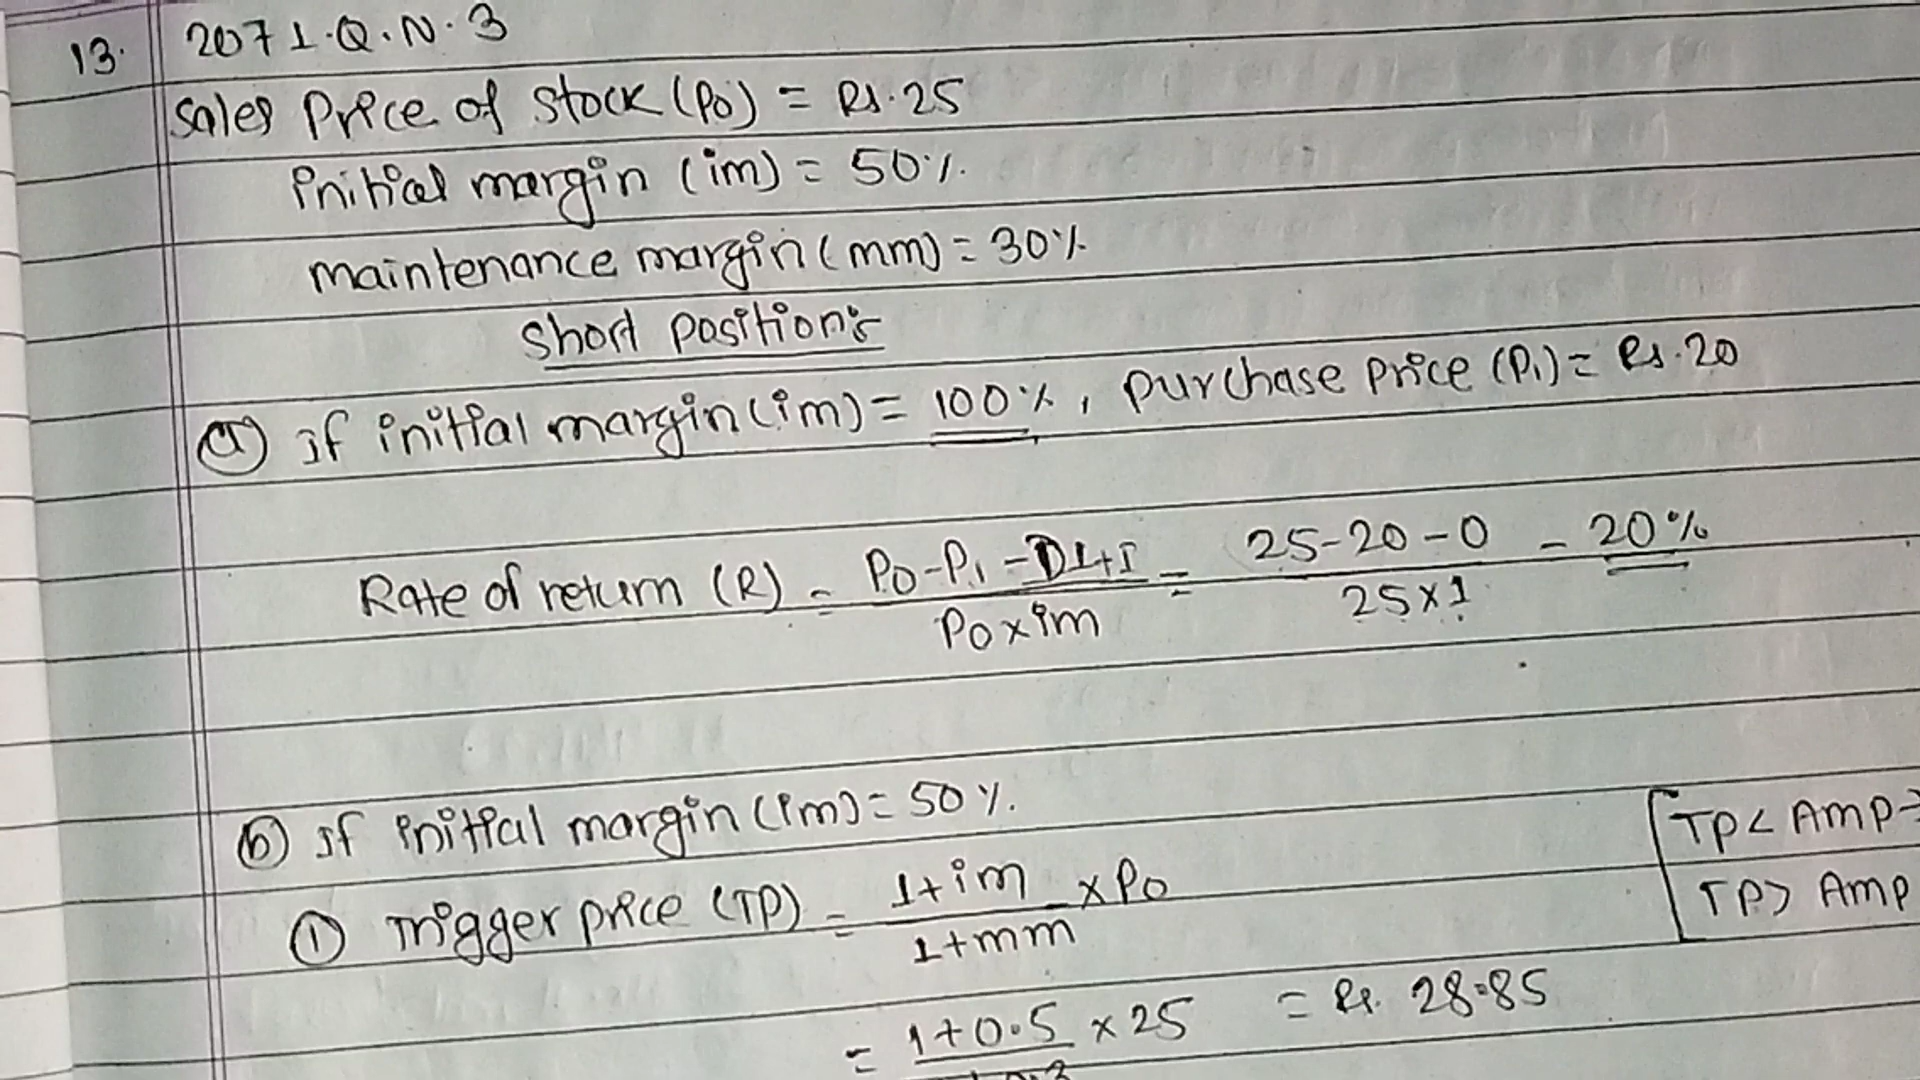 13. 2071.Q.N.3
Sales Price of stock (P0) = Rs.25
initial margin (im) = 50%.
maintenance margin (mm) = 30%
Short position:-
(a) If initial margin (im) = 100%, purchase price (P1) = Rs.20
Rate of return (R) = P0-P1-D1+I / P0×im = 25-20-0 / 25×1 = 20%
(b) If initial margin (im) = 50%.
(1) Trigger price (TP) = 1+im / 1+mm × P0
TP< AMP→
TP> AMP
= 1+0.5 / 1+0.3 × 25 = Rs. 28.85